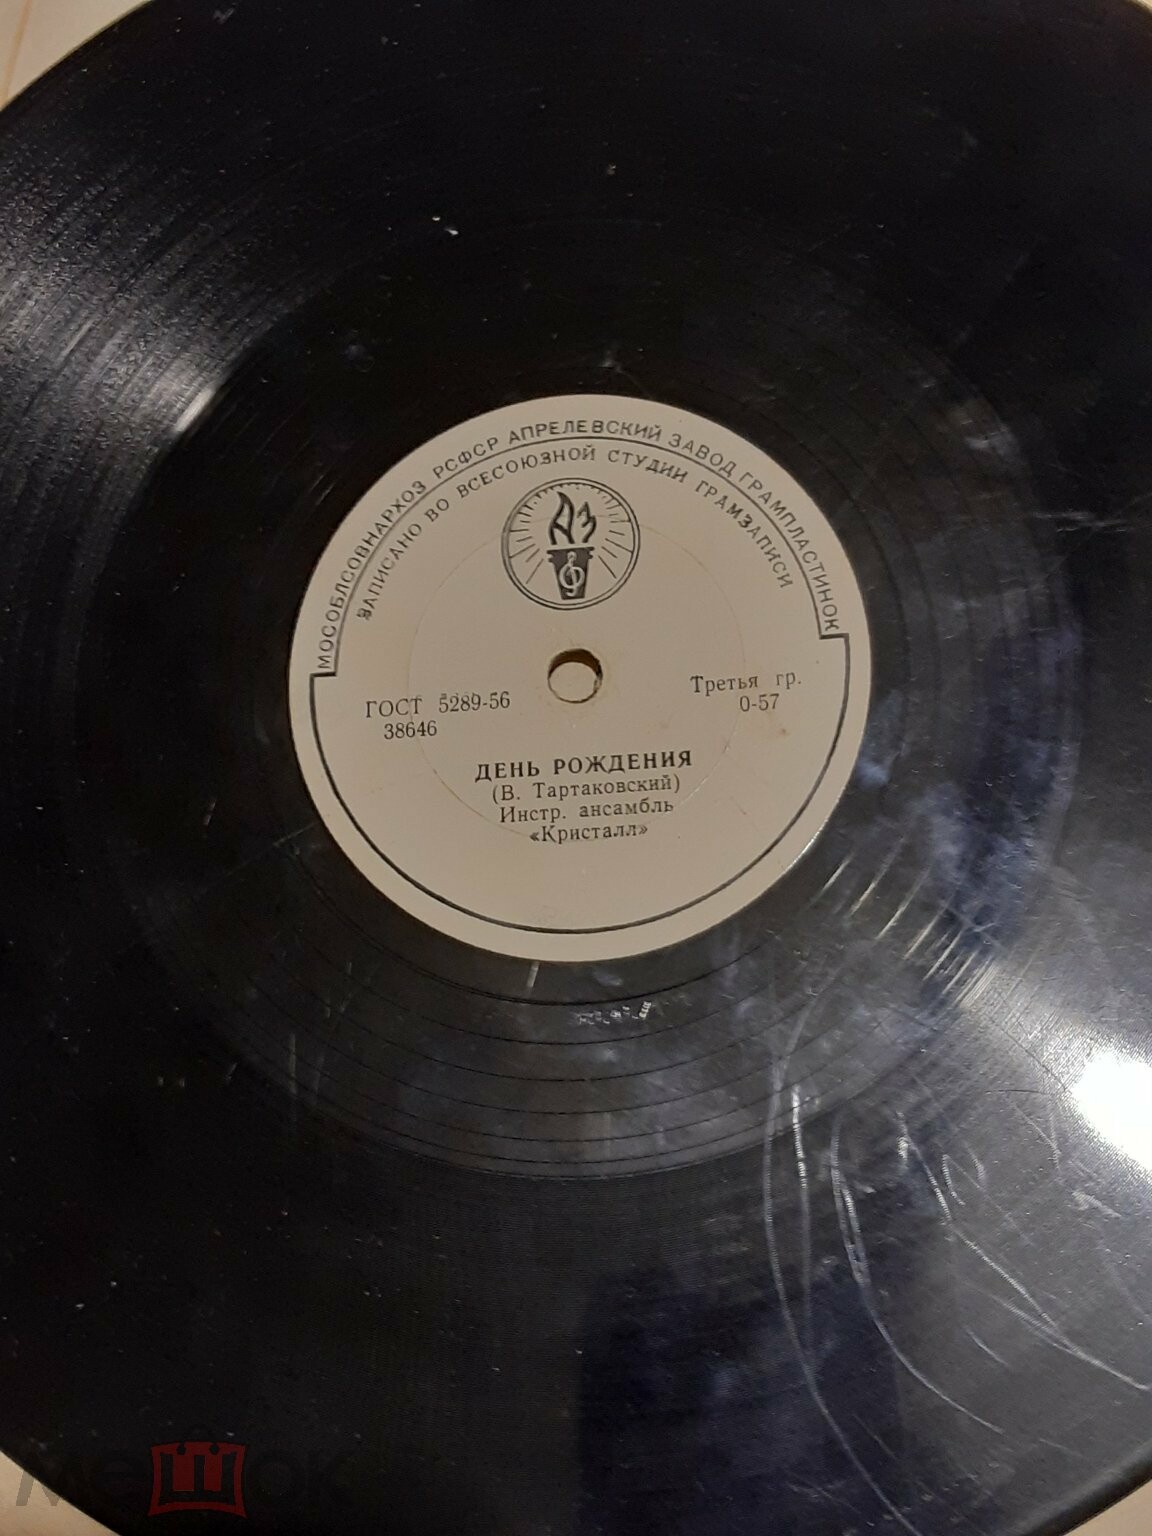 МОСОБЛСОВНАРХОЗ РСФСР АПРЕЛЕВСКИЙ ЗАВОД ГРАМПЛАСТИНОК
ЗАПИСАНО ВО ВСЕСОЮЗНОЙ СТУДИИ ГРАМЗАПИСИ
АЗ
ГОСТ 5289-56
38646
Третья гр.
0-57
ДЕНЬ РОЖДЕНИЯ
(В. Тартаковский)
Инстр. ансамбль
«Кристалл»
мешок